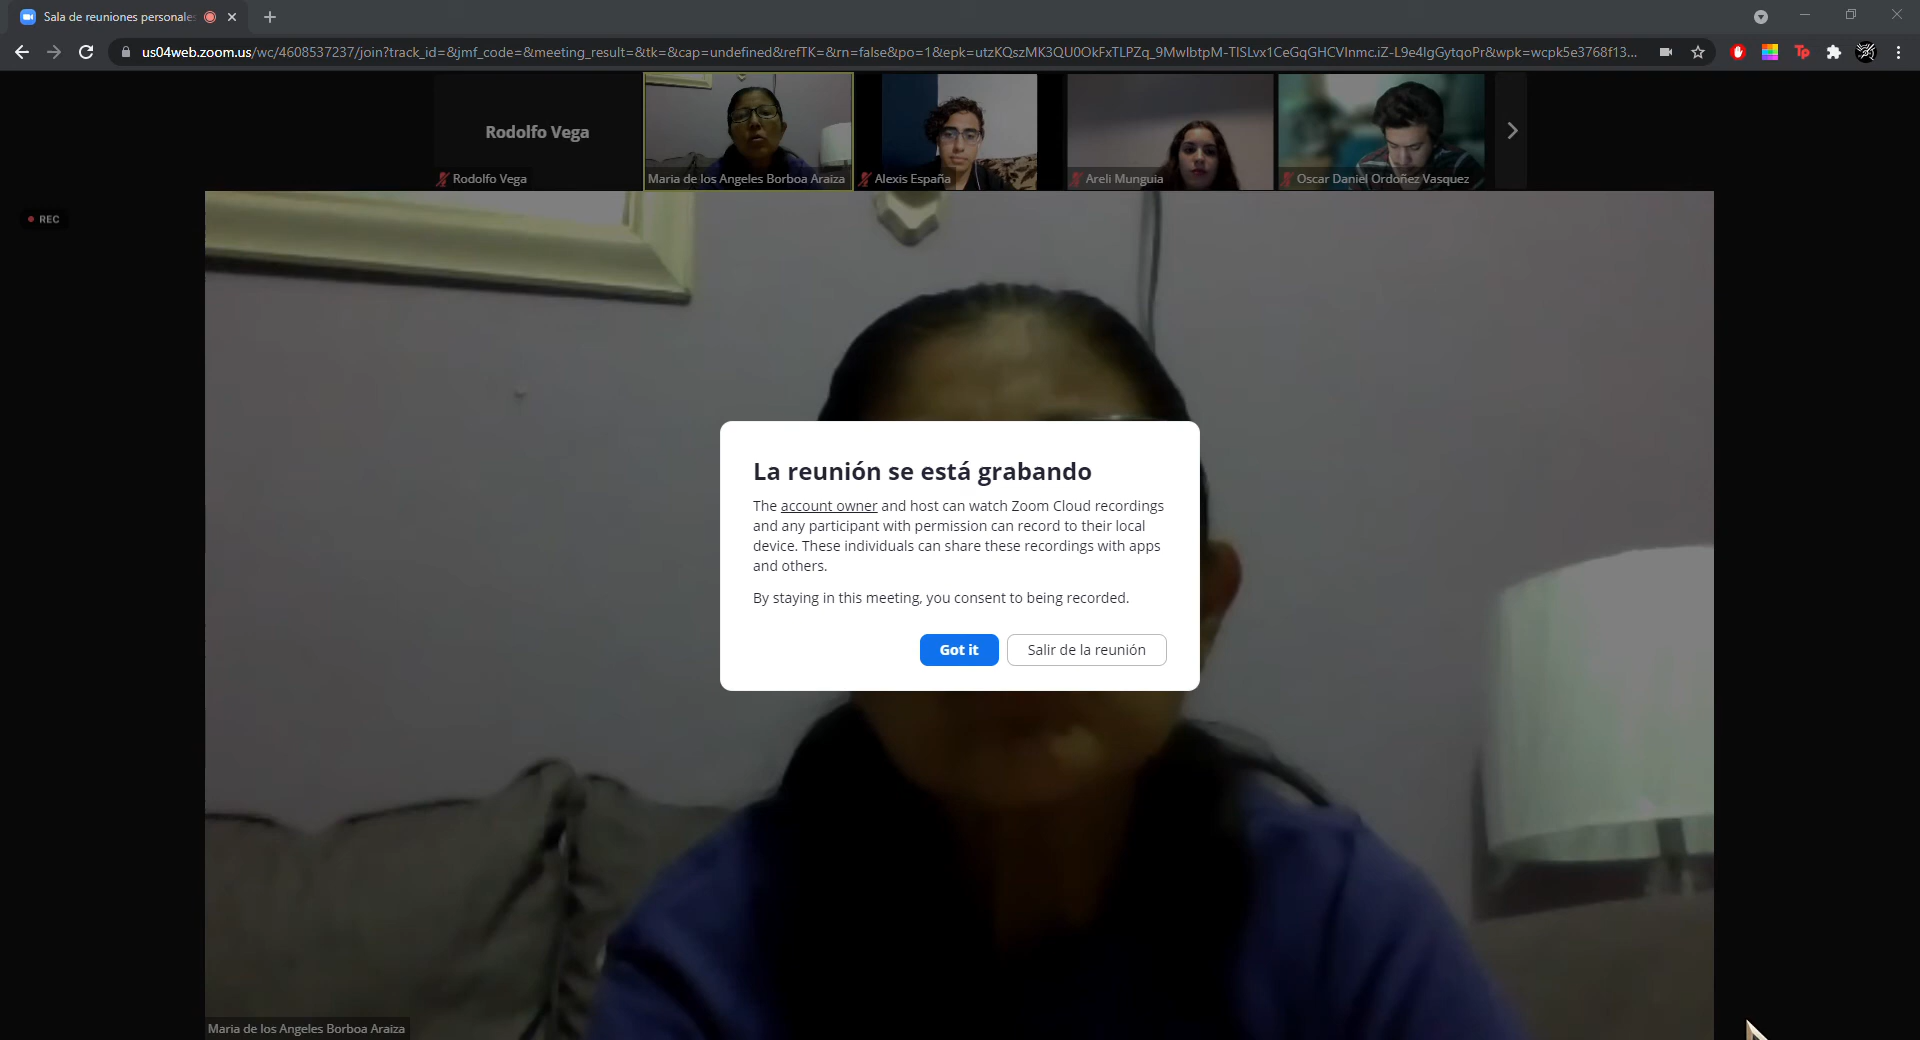 Sala de reuniones personales
us04web.zoom.us/wc/4608537237/join?track_id=&jmf_code=&meeting_result=&tk=&cap=undefined&refTK=&rn=false&po=1&epk=utzKQszMK3QU0OkFxTLPZq_9MwIbtpM-TlSLvx1CeGqGHCVInmc.iZ-L9e4lgGytqoPr&wpk=wcpk5e3768f13...
Rodolfo Vega
Rodolfo Vega
Maria de los Angeles Borboa Araiza
Alexis España
Areli Munguia
Oscar Daniel Ordoñez Vasquez
REC
La reunión se está grabando
The account owner and host can watch Zoom Cloud recordings
and any participant with permission can record to their local
device. These individuals can share these recordings with apps
and others.
By staying in this meeting, you consent to being recorded.
Got it
Salir de la reunión
Maria de los Angeles Borboa Araiza